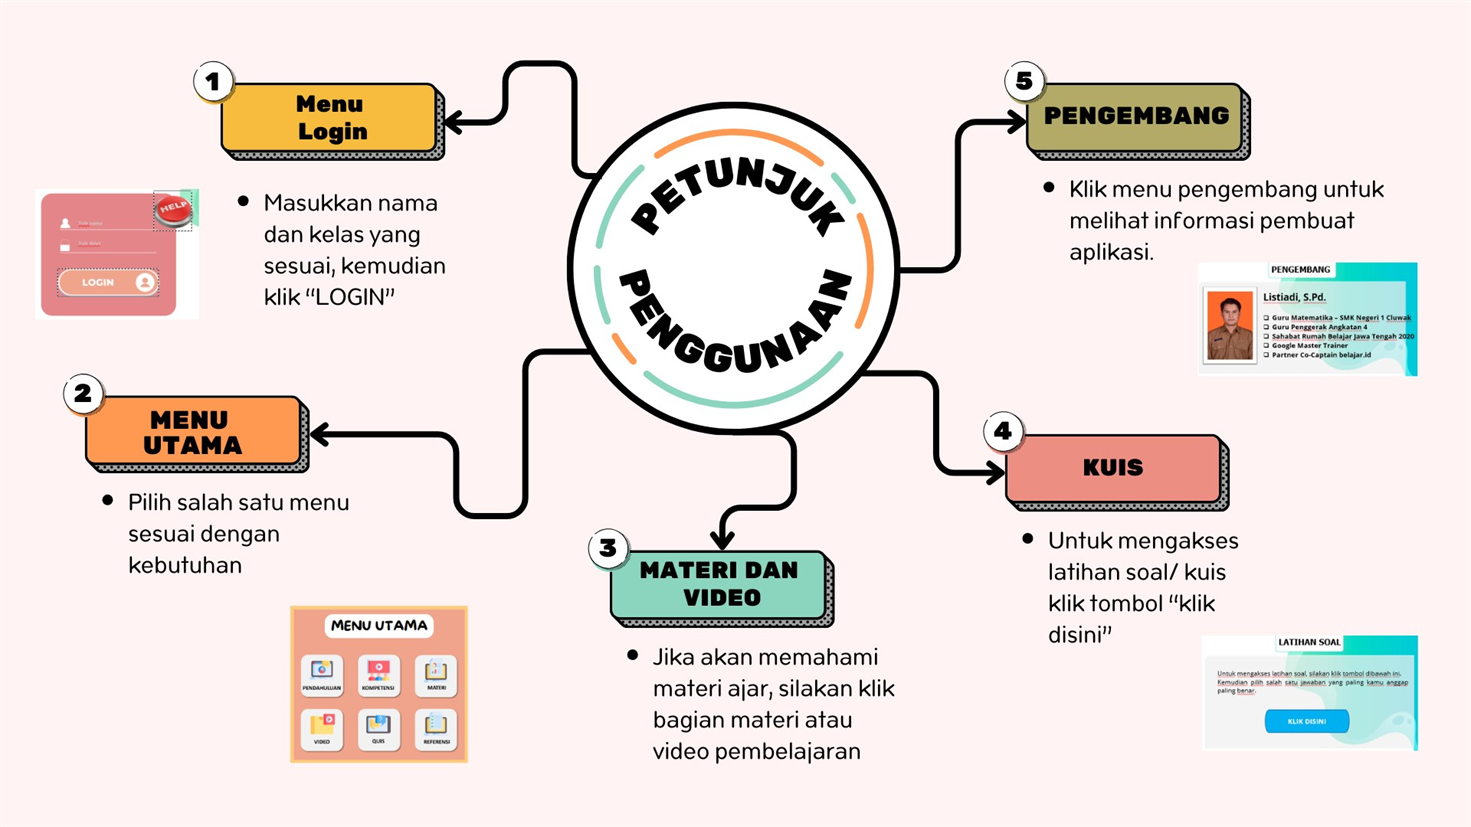 PETUNJUK
PENGGUNAAN
1
Menu
Login
Masukkan nama
dan kelas yang
sesuai, kemudian
klik “LOGIN”
HELP
LOGIN
2
MENU
UTAMA
Pilih salah satu menu
sesuai dengan
kebutuhan
MENU UTAMA
PENDAHULUAN
KOMPETENSI
MATERI
VIDEO
QUIS
REFERENSI
3
MATERI DAN
VIDEO
Jika akan memahami
materi ajar, silakan klik
bagian materi atau
video pembelajaran
4
KUIS
Untuk mengakses
latihan soal/ kuis
klik tombol “klik
disini”
LATIHAN SOAL
Untuk mengakses latihan soal, silakan klik tombol dibawah ini.
Kemudian pilih salah satu jawaban yang paling kamu anggap
paling benar.
KLIK DISINI
5
PENGEMBANG
Klik menu pengembang untuk
melihat informasi pembuat
aplikasi.
PENGEMBANG
Listiadi, S.Pd.
Guru Matematika – SMK Negeri 1 Cluwak
Guru Penggerak Angkatan 4
Sahabat Rumah Belajar Jawa Tengah 2020
Google Master Trainer
Partner Co-Captain belajar.id